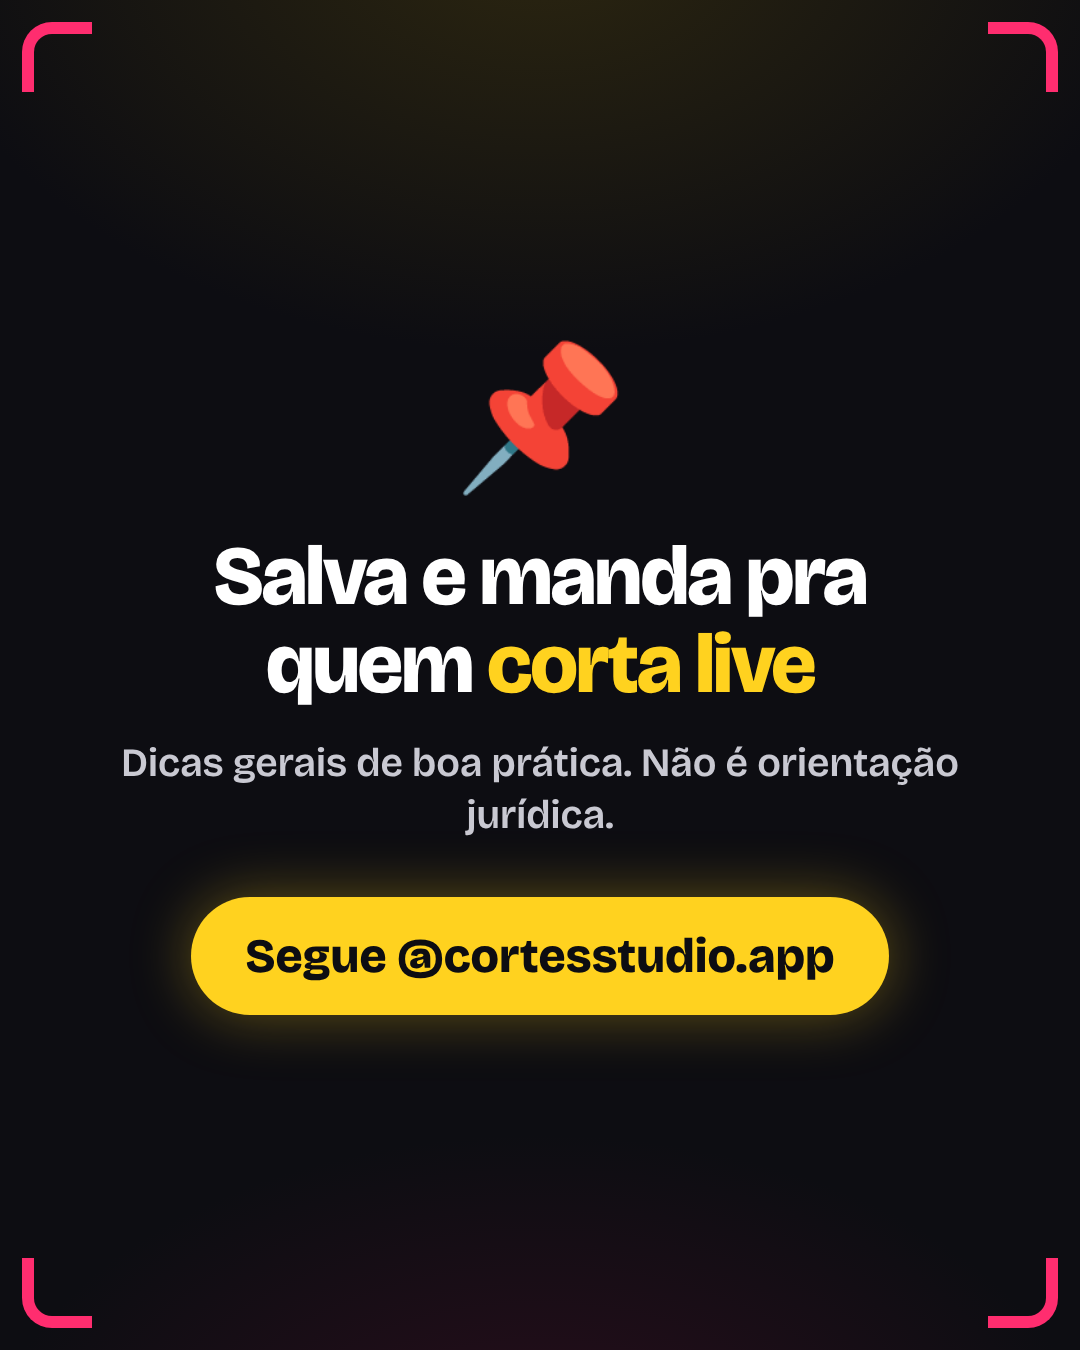 Salva e manda pra
quem corta live
Dicas gerais de boa prática. Não é orientação
jurídica.
Segue @cortesstudio.app